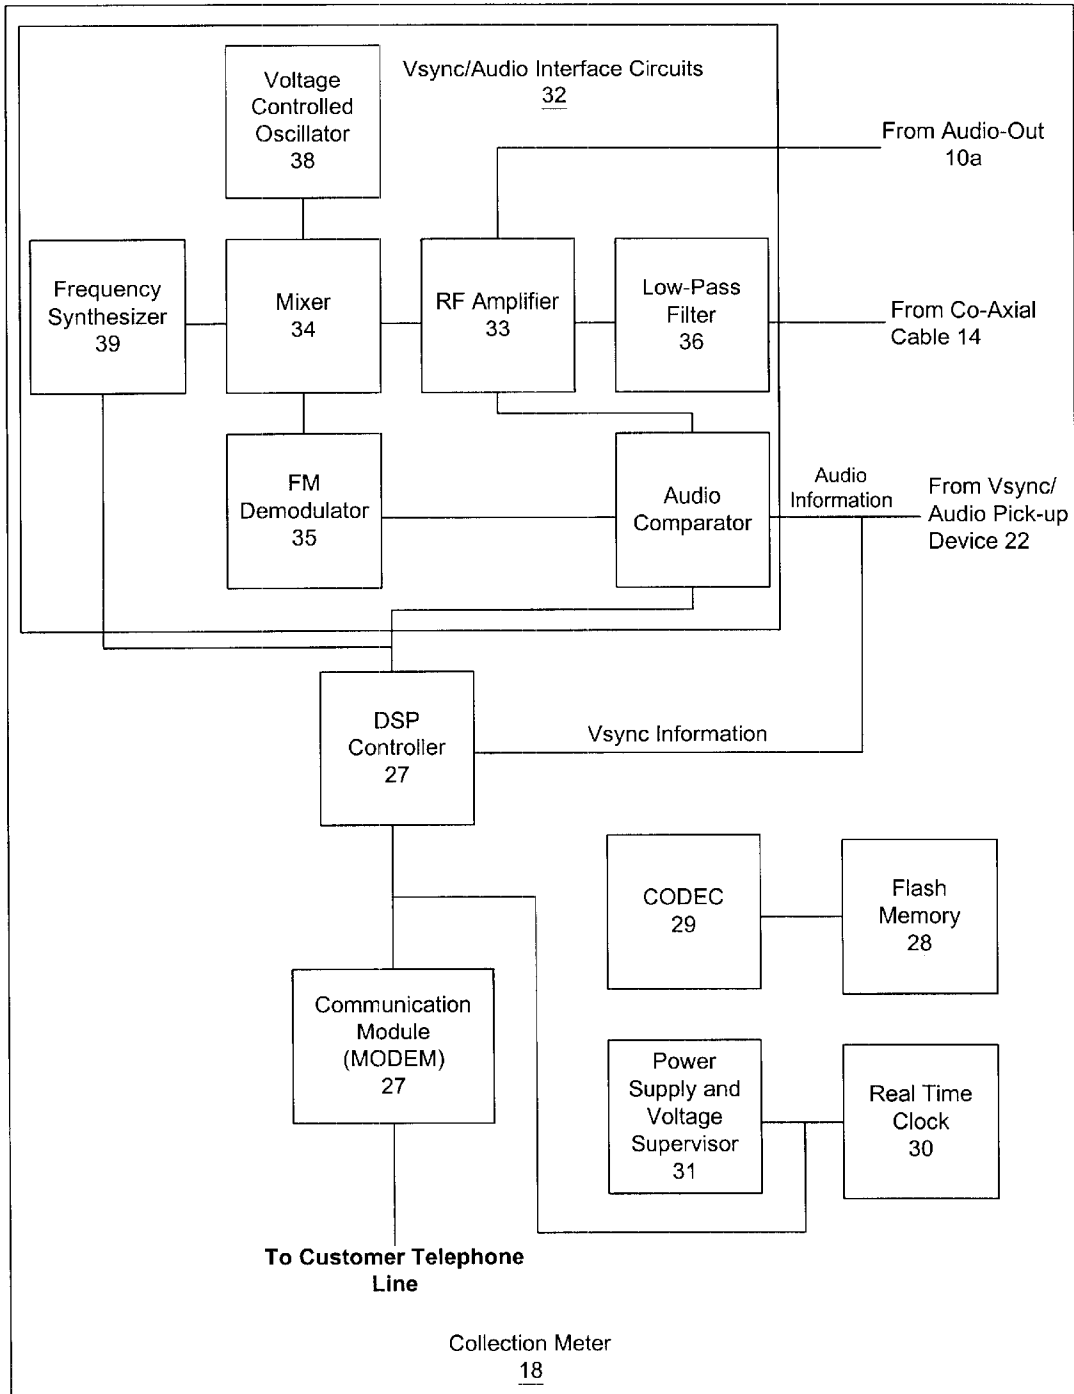 Voltage
Controlled
Oscillator
38
Vsync/Audio Interface Circuits
32
From Audio-Out
10a
Frequency
Synthesizer
39
Mixer
34
RF Amplifier
33
Low-Pass
Filter
36
From Co-Axial
Cable 14
FM
Demodulator
35
Audio
Comparator
Audio
Information
From Vsync/
Audio Pick-up
Device 22
DSP
Controller
27
Vsync Information
CODEC
29
Flash
Memory
28
Communication
Module
(MODEM)
27
Power
Supply and
Voltage
Supervisor
31
Real Time
Clock
30
To Customer Telephone
Line
Collection Meter
18